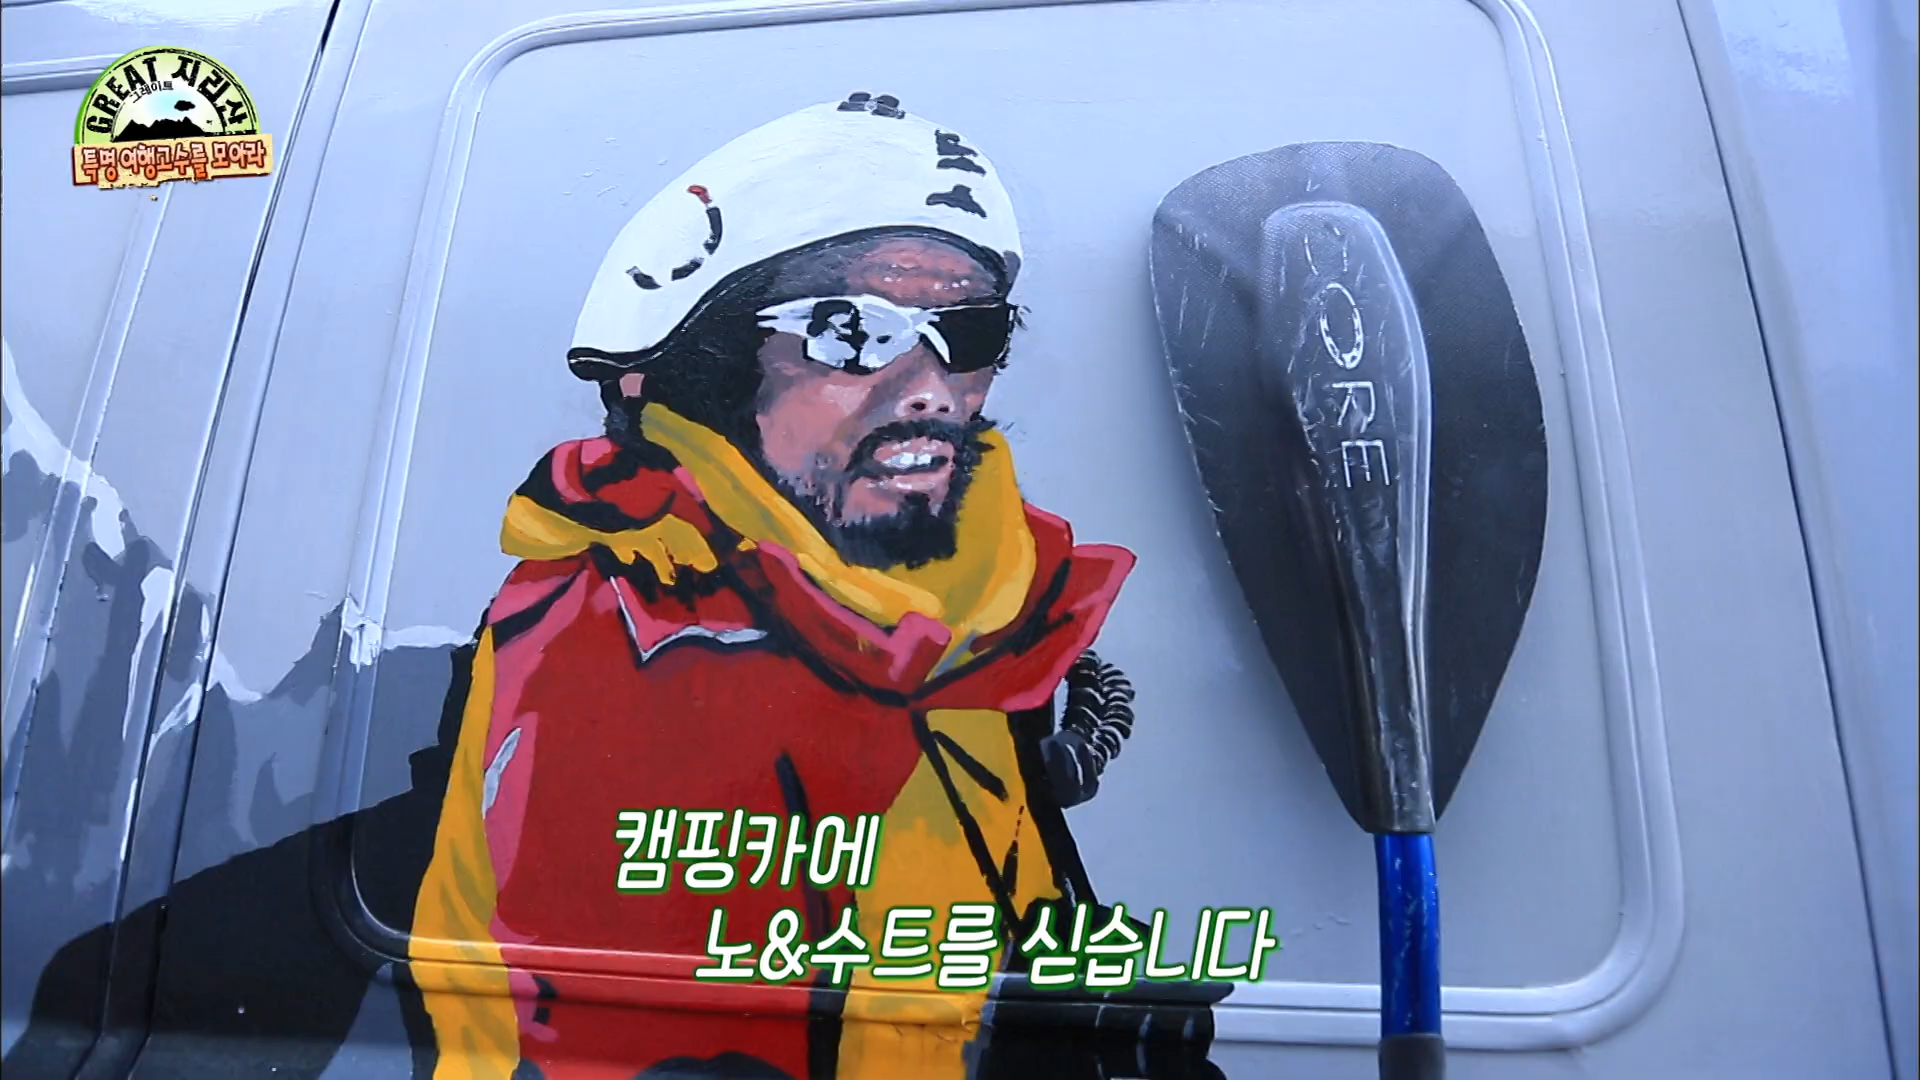 GREAT 지리산
그레이트
특명 여행고수를 모아라
CORE
캠핑카에
노&수트를 싣습니다